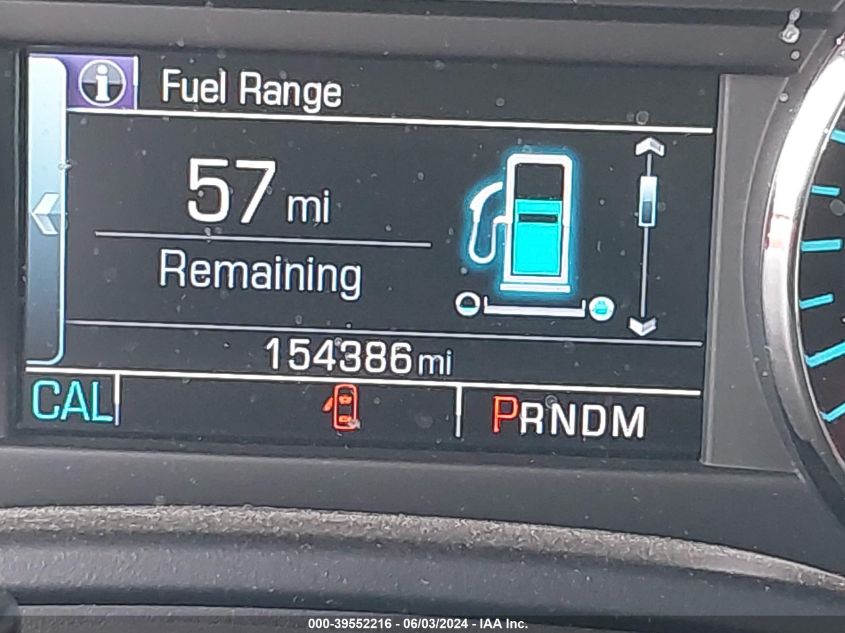 i Fuel Range
57 mi
Remaining
154386 mi
CAL PRNDM
000-39552216 - 06/03/2024 - IAA Inc.